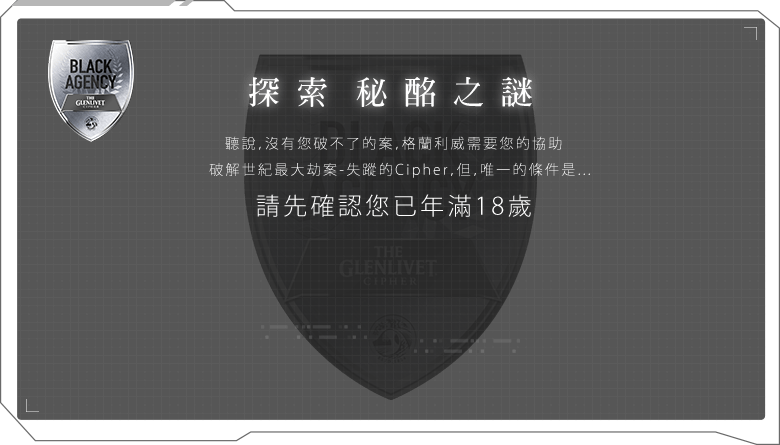 BLACK
AGENCY
THE
GLENLIVET
CIPHER
探索 秘酩之謎
聽說,沒有您破不了的案,格蘭利威需要您的協助
破解世紀最大劫案-失蹤的Cipher,但,唯一的條件是...
請先確認您已年滿18歲
THE
GLENLIVET
CIPHER